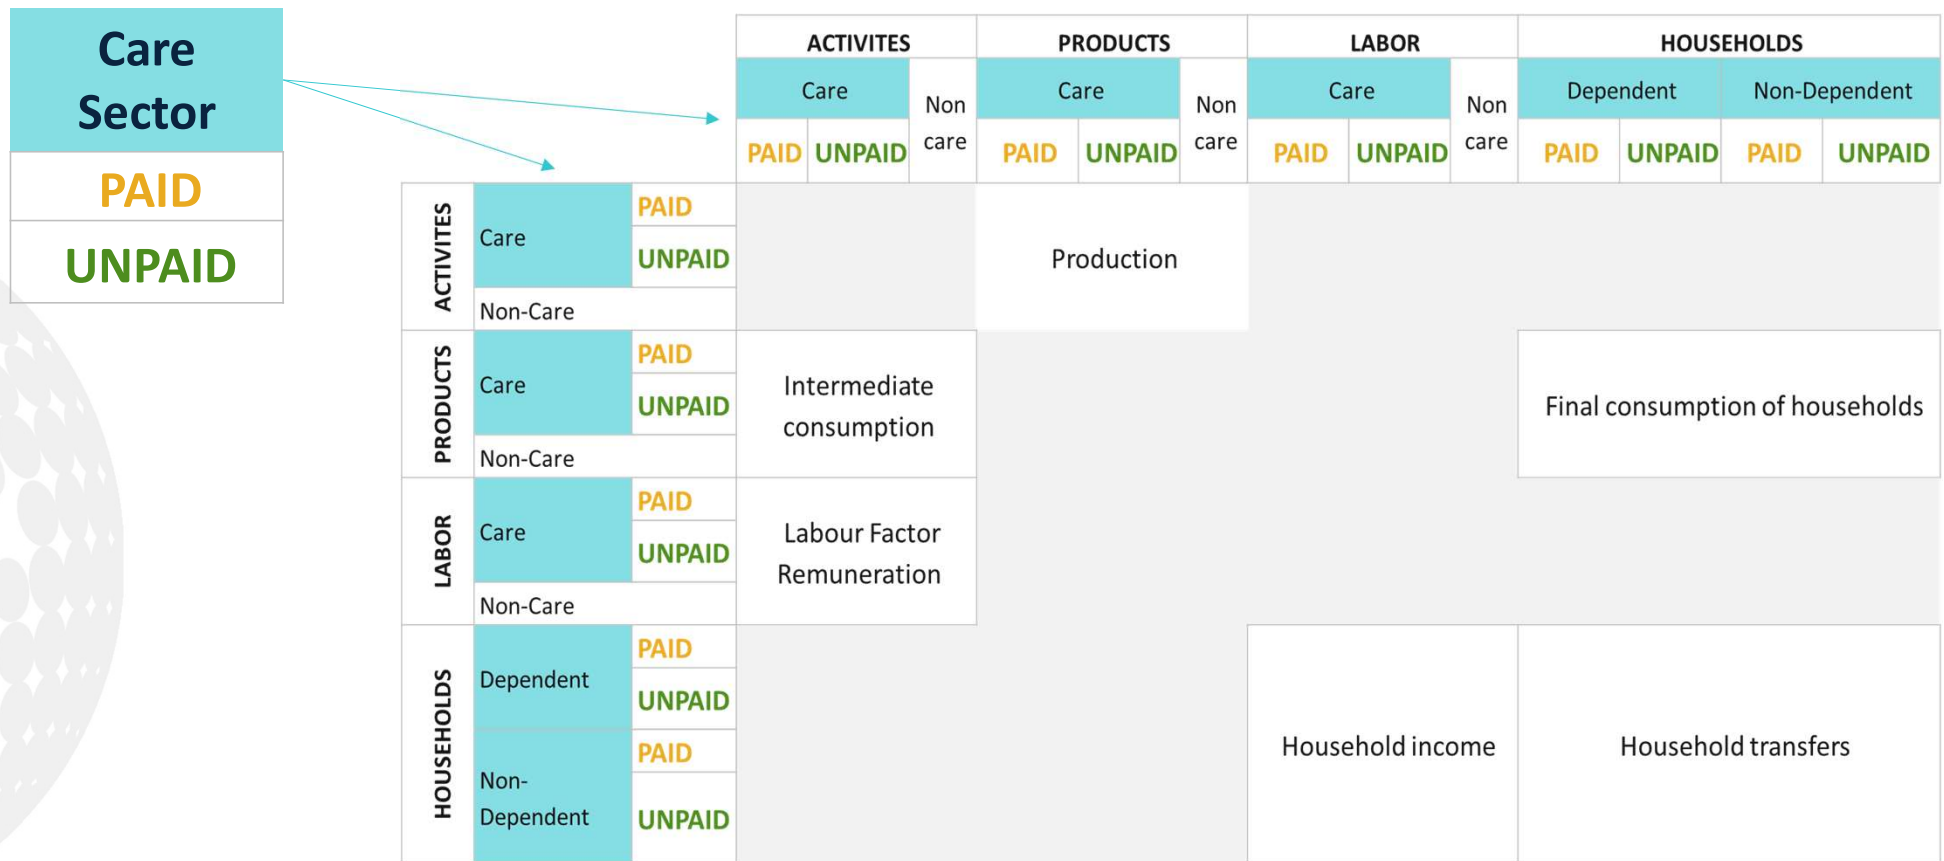 Care
Sector
PAID
UNPAID
ACTIVITES
PRODUCTS
LABOR
HOUSEHOLDS
Care
Non
care
Care
Non
care
Care
Non
care
Dependent
Non-Dependent
PAID
UNPAID
PAID
UNPAID
PAID
UNPAID
PAID
UNPAID
PAID
UNPAID
ACTIVITES
Care
PAID
UNPAID
Non-Care
Production
PRODUCTS
Care
PAID
UNPAID
Non-Care
Intermediate
consumption
Final consumption of households
LABOR
Care
PAID
UNPAID
Non-Care
Labour Factor
Remuneration
HOUSEHOLDS
Dependent
PAID
UNPAID
Non-
Dependent
PAID
UNPAID
Household income
Household transfers